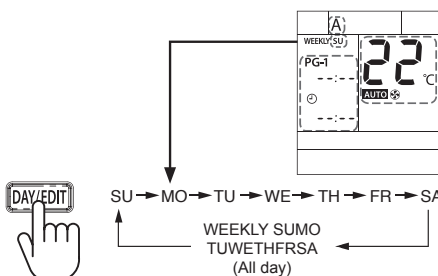 A
WEEKLY SU
PG-1
--:--
22 °C
AUTO
--:--
DAY/EDIT
SU → MO → TU → WE → TH → FR → SA
WEEKLY SUMO
TUWETHFRSA
(All day)